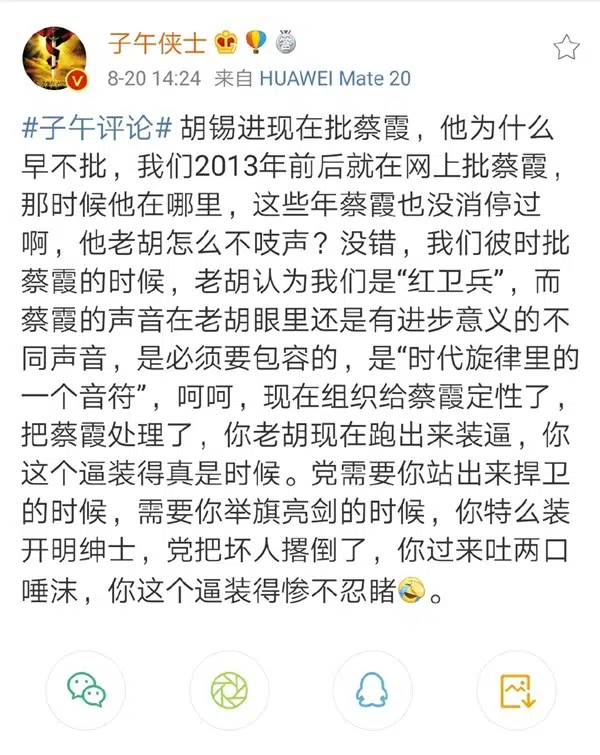 子午侠士
8-20 14:24 来自 HUAWEI Mate 20
#子午评论# 胡锡进现在批蔡霞，他为什么
早不批，我们2013年前后就在网上批蔡霞，
那时候他在哪里，这些年蔡霞也没消停过
啊，他老胡怎么不吱声？没错，我们彼时批
蔡霞的时候，老胡认为我们是“红卫兵”，而
蔡霞的声音在老胡眼里还是有进步意义的不
同声音，是必须要包容的，是“时代旋律里的
一个音符”，呵呵，现在组织给蔡霞定性了，
把蔡霞处理了，你老胡现在跑出来装逼，你
这个逼装得真是时候。党需要你站出来捍卫
的时候，需要你举旗亮剑的时候，你特么装
开明绅士，党把坏人撂倒了，你过来吐两口
唾沫，你这个逼装得惨不忍睹🤣。